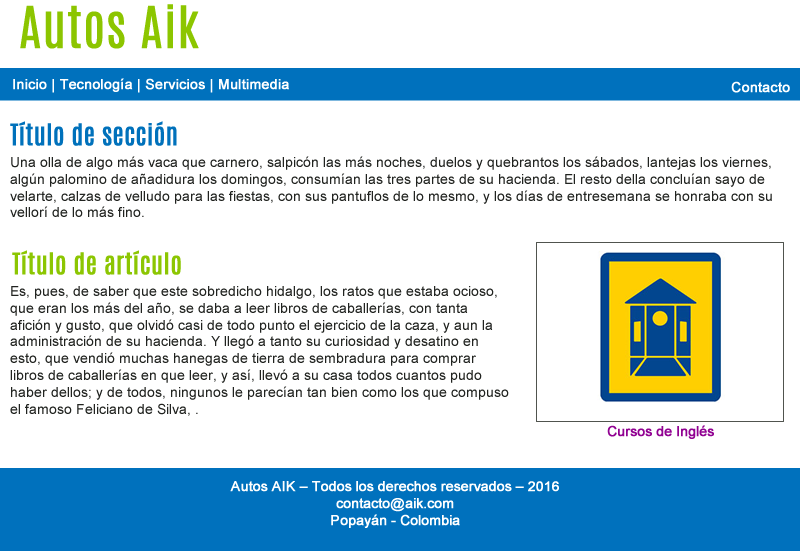 Autos Aik
Inicio | Tecnología | Servicios | Multimedia
Contacto
Título de sección
Una olla de algo más vaca que carnero, salpicón las más noches, duelos y quebrantos los sábados, lantejas los viernes,
algún palomino de añadidura los domingos, consumían las tres partes de su hacienda. El resto della concluían sayo de
velarte, calzas de velludo para las fiestas, con sus pantuflos de lo mesmo, y los días de entresemana se honraba con su
vellorí de lo más fino.
Título de artículo
Es, pues, de saber que este sobredicho hidalgo, los ratos que estaba ocioso,
que eran los más del año, se daba a leer libros de caballerías, con tanta
afición y gusto, que olvidó casi de todo punto el ejercicio de la caza, y aun la
administración de su hacienda. Y llegó a tanto su curiosidad y desatino en
esto, que vendió muchas hanegas de tierra de sembradura para comprar
libros de caballerías en que leer, y así, llevó a su casa todos cuantos pudo
haber dellos; y de todos, ningunos le parecían tan bien como los que compuso
el famoso Feliciano de Silva, .
Cursos de Inglés
Autos AIK – Todos los derechos reservados – 2016
contacto@aik.com
Popayán - Colombia